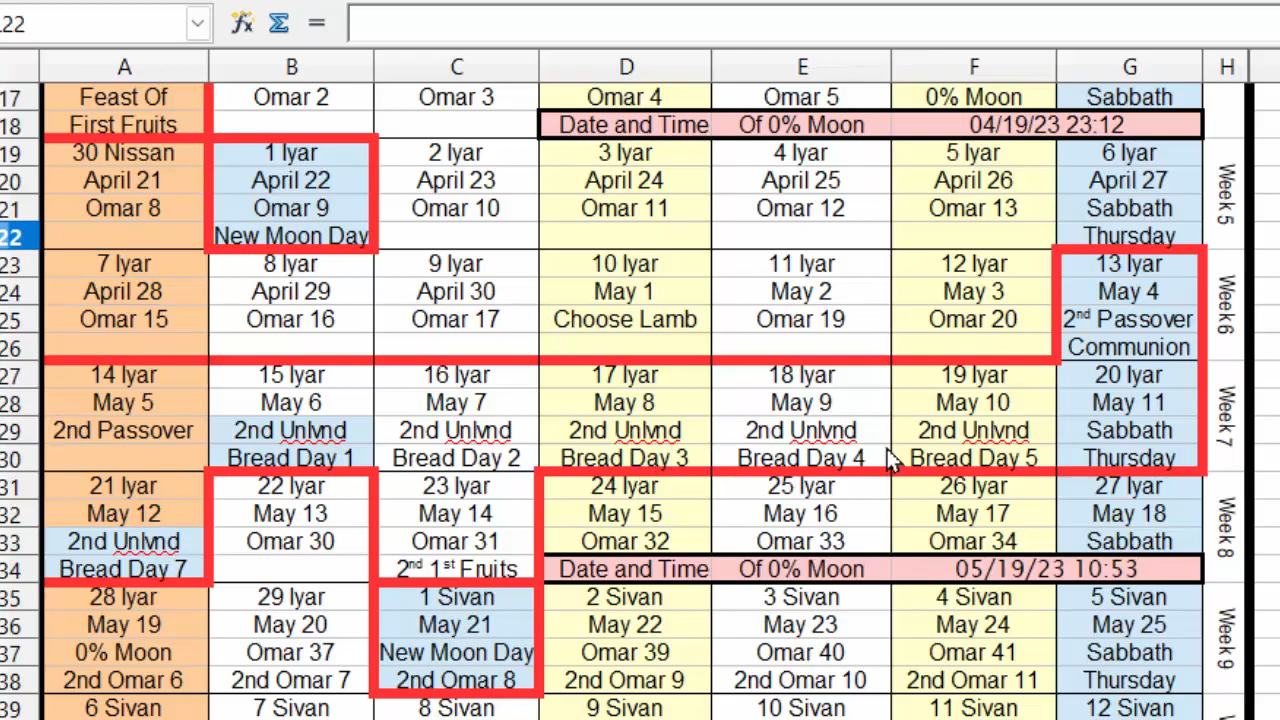 .22
A B C D E F G H
17 Feast Of Omar 2 Omar 3 Omar 4 Omar 5 0% Moon Sabbath
18 First Fruits Date and Time Of 0% Moon 04/19/23 23:12
19 30 Nissan 1 Iyar 2 Iyar 3 Iyar 4 Iyar 5 Iyar 6 Iyar
20 April 21 April 22 April 23 April 24 April 25 April 26 April 27
21 Omar 8 Omar 9 Omar 10 Omar 11 Omar 12 Omar 13 Sabbath
22 New Moon Day Thursday
Week 5
23 7 Iyar 8 Iyar 9 Iyar 10 Iyar 11 Iyar 12 Iyar 13 Iyar
24 April 28 April 29 April 30 May 1 May 2 May 3 May 4
25 Omar 15 Omar 16 Omar 17 Choose Lamb Omar 19 Omar 20 2nd Passover
26 Communion
Week 6
27 14 Iyar 15 Iyar 16 Iyar 17 Iyar 18 Iyar 19 Iyar 20 Iyar
28 May 5 May 6 May 7 May 8 May 9 May 10 May 11
29 2nd Passover 2nd Unlvnd 2nd Unlvnd 2nd Unlvnd 2nd Unlvnd 2nd Unlvnd Sabbath
30 Bread Day 1 Bread Day 2 Bread Day 3 Bread Day 4 Bread Day 5 Thursday
Week 7
31 21 Iyar 22 Iyar 23 Iyar 24 Iyar 25 Iyar 26 Iyar 27 Iyar
32 May 12 May 13 May 14 May 15 May 16 May 17 May 18
33 2nd Unlvnd Omar 30 Omar 31 Omar 32 Omar 33 Omar 34 Sabbath
34 Bread Day 7 2nd 1st Fruits Date and Time Of 0% Moon 05/19/23 10:53
Week 8
35 28 Iyar 29 Iyar 1 Sivan 2 Sivan 3 Sivan 4 Sivan 5 Sivan
36 May 19 May 20 May 21 May 22 May 23 May 24 May 25
37 0% Moon Omar 37 New Moon Day Omar 39 Omar 40 Omar 41 Sabbath
38 2nd Omar 6 2nd Omar 7 2nd Omar 8 2nd Omar 9 2nd Omar 10 2nd Omar 11 Thursday
Week 9
39 6 Sivan 7 Sivan 8 Sivan 9 Sivan 10 Sivan 11 Sivan 12 Sivan